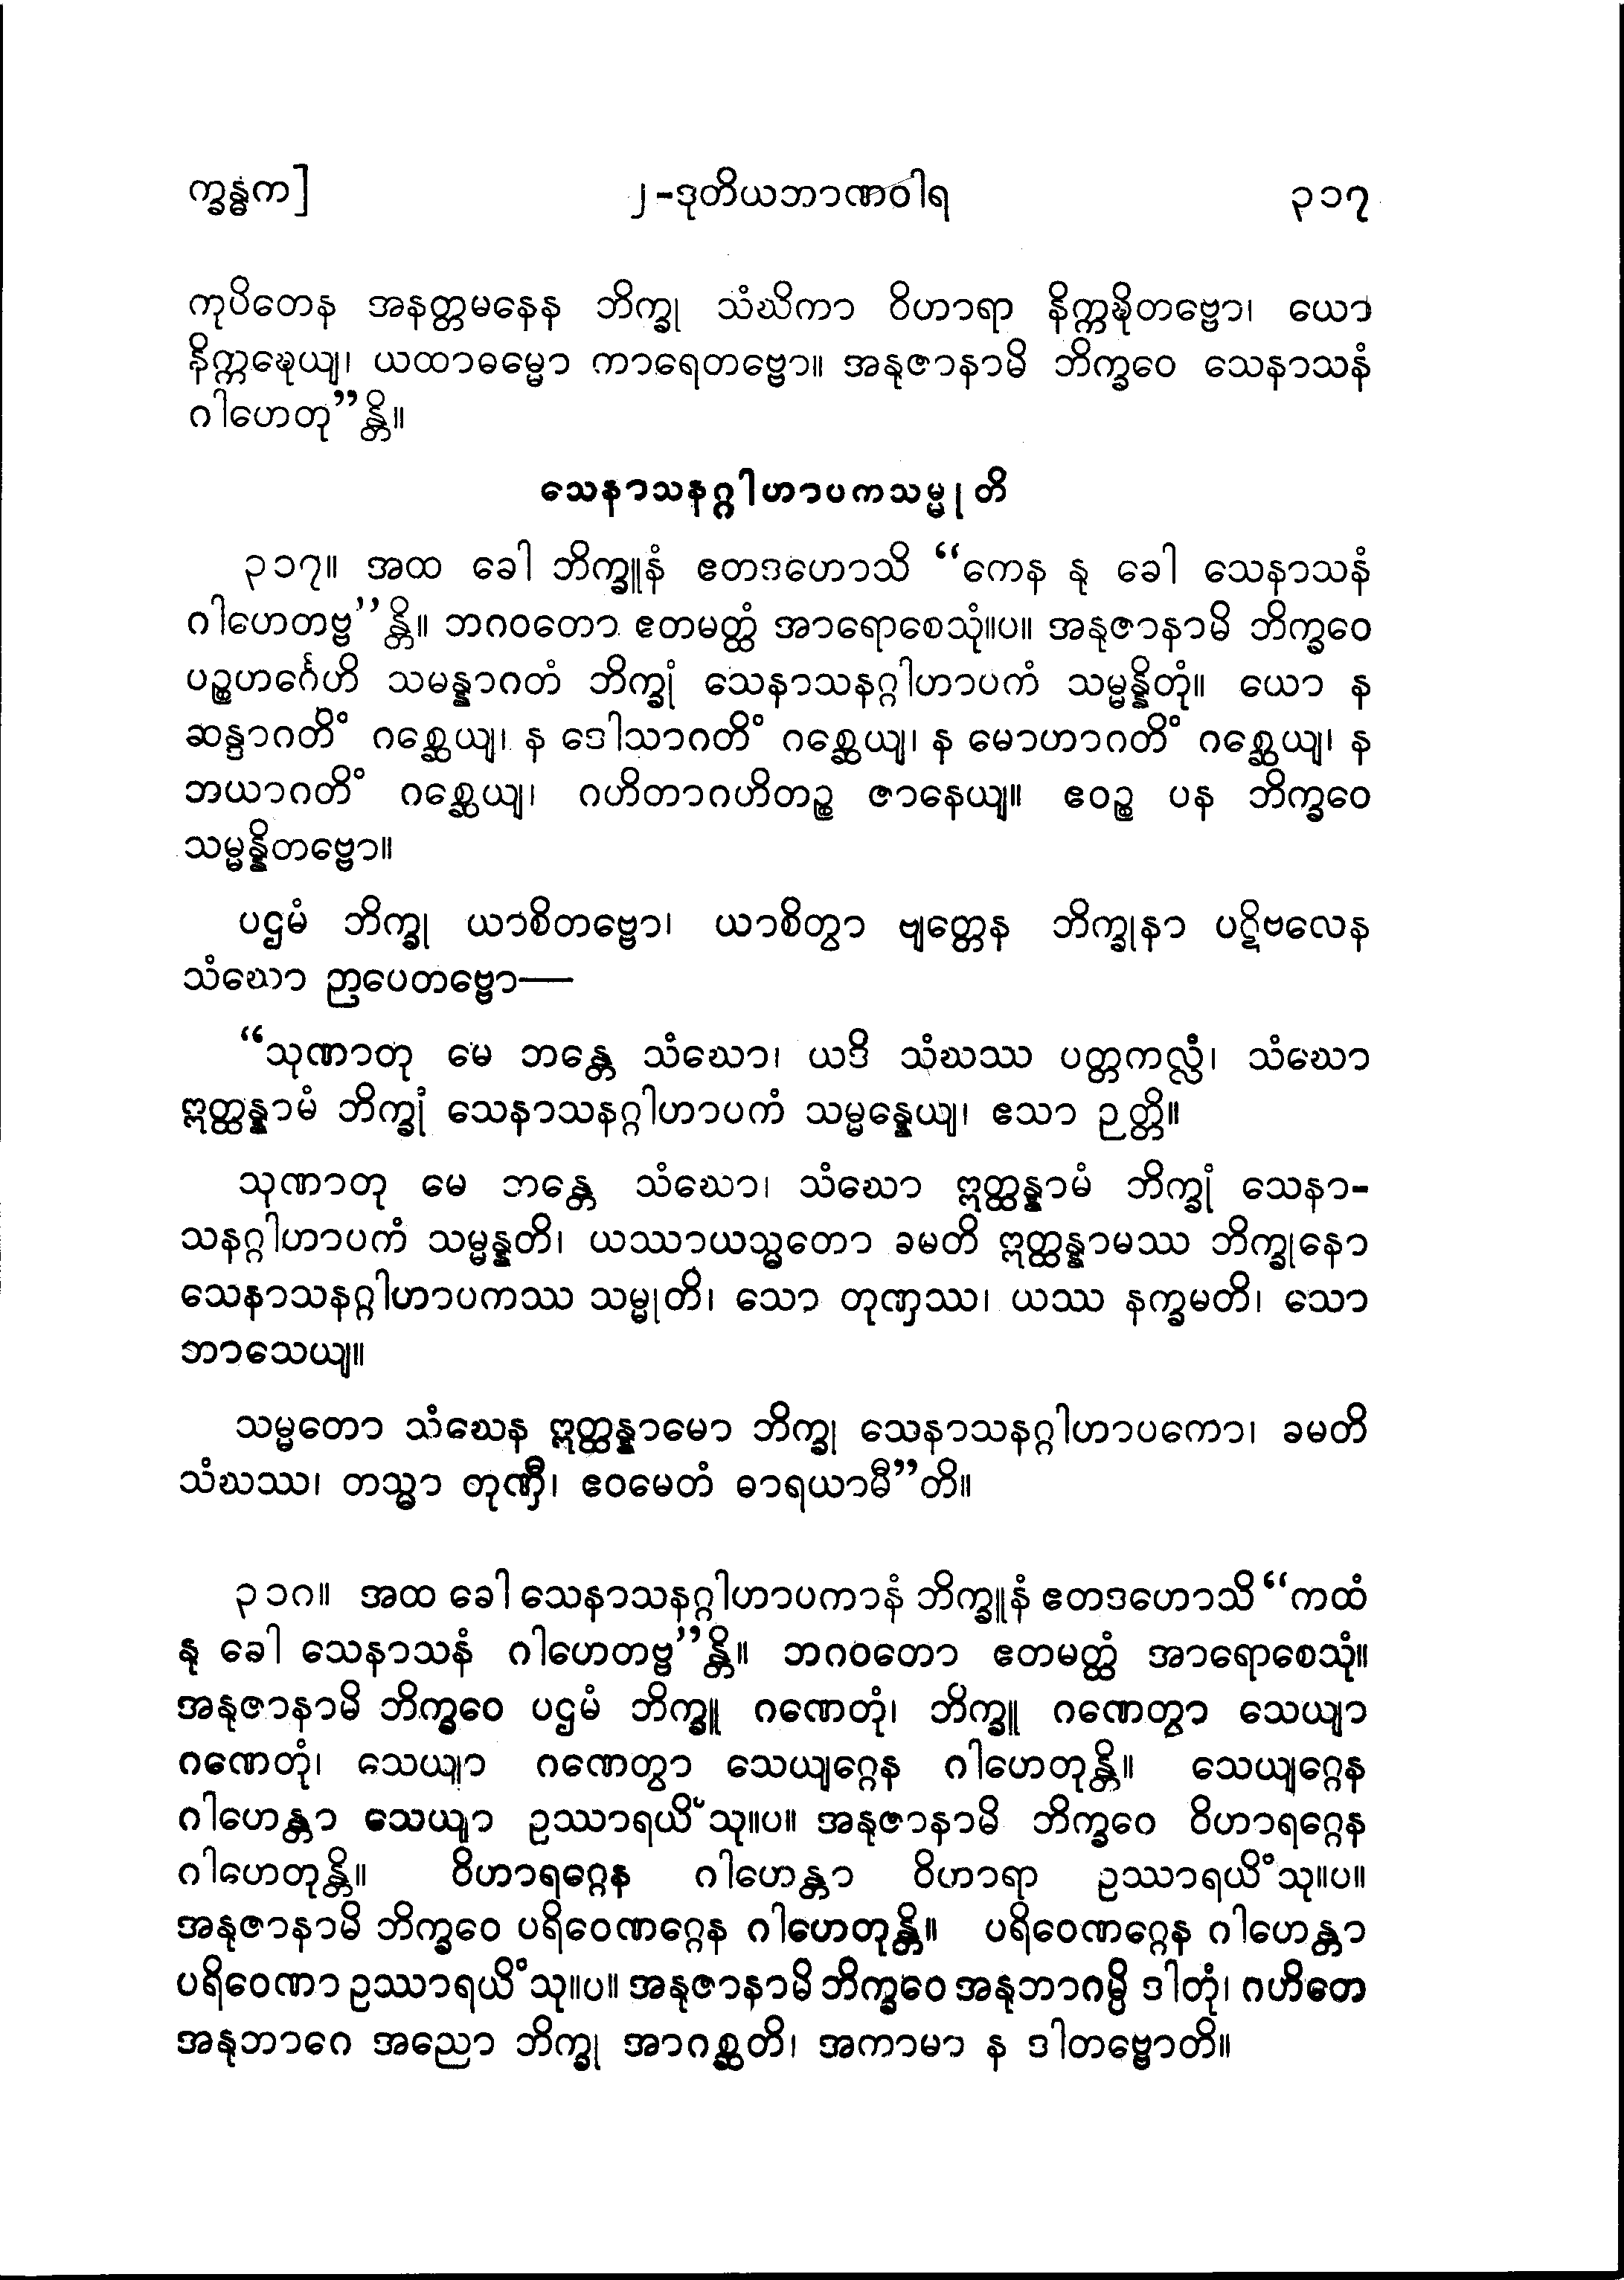 က္ခန္ဓက]
၂-ဒုတိယဘာဏဝါရ
၃၁၇
ကုပိတေန အနတ္တမနေန ဘိက္ခု သံဃိကာ ဝိဟာရာ နိက္ကဍ္ဎိတဗ္ဗော၊ ယော
နိက္ကဍ္ဎေယျ၊ ယထာဓမ္မော ကာရေတဗ္ဗော။ အနုဇာနာမိ ဘိက္ခဝေ သေနာသနံ
ဂါဟေတု”န္တိ။
သေနာသနဂ္ဂါဟာပကသမ္မုတိ
၃၁၇။ အထ ခေါ ဘိက္ခူနံ ဧတဒဟောသိ “ကေန နု ခေါ သေနာသနံ
ဂါဟေတဗ္ဗ”န္တိ။ ဘဂဝတော ဧတမတ္ထံ အာရောစေသုံ။ပ။ အနုဇာနာမိ ဘိက္ခဝေ
ပဉ္စဟင်္ဂေဟိ သမန္နာဂတံ ဘိက္ခုံ သေနာသနဂ္ဂါဟာပကံ သမ္မန္နိတုံ။ ယော န
ဆန္ဒာဂတိံ ဂစ္ဆေယျ၊ န ဒေါသာဂတိံ ဂစ္ဆေယျ၊ န မောဟာဂတိံ ဂစ္ဆေယျ၊ န
ဘယာဂတိံ ဂစ္ဆေယျ၊ ဂဟိတာဂဟိတဉ္စ ဇာနေယျ။ ဧဝဉ္စ ပန ဘိက္ခဝေ
သမ္မန္နိတဗ္ဗော။
ပဌမံ ဘိက္ခု ယာစိတဗ္ဗော၊ ယာစိတွာ ဗျတ္တေန ဘိက္ခုနာ ပဋိဗလေန
သံဃော ဉာပေတဗ္ဗော—
“သုဏာတု မေ ဘန္တေ သံဃော၊ ယဒိ သံဃဿ ပတ္တကလ္လံ၊ သံဃော
ဣတ္ထန္နာမံ ဘိက္ခုံ သေနာသနဂ္ဂါဟာပကံ သမ္မန္နေယျ၊ ဧသာ ဉတ္တိ။
သုဏာတု မေ ဘန္တေ သံဃော၊ သံဃော ဣတ္ထန္နာမံ ဘိက္ခုံ သေနာ-
သနဂ္ဂါဟာပကံ သမ္မန္နတိ၊ ယဿာယသ္မတော ခမတိ ဣတ္ထန္နာမဿ ဘိက္ခုနော
သေနာသနဂ္ဂါဟာပကဿ သမ္မုတိ၊ သော တုဏှဿ၊ ယဿ နက္ခမတိ၊ သော
ဘာသေယျ။
သမ္မတော သံဃေန ဣတ္ထန္နာမော ဘိက္ခု သေနာသနဂ္ဂါဟာပကော၊ ခမတိ
သံဃဿ၊ တသ္မာ တုဏှီ၊ ဧဝမေတံ ဓာရယာမီ”တိ။
၃၁၈။ အထ ခေါ သေနာသနဂ္ဂါဟာပကာနံ ဘိက္ခူနံ ဧတဒဟောသိ “ကထံ
နု ခေါ သေနာသနံ ဂါဟေတဗ္ဗ”န္တိ။ ဘဂဝတော ဧတမတ္ထံ အာရောစေသုံ။
အနုဇာနာမိ ဘိက္ခဝေ ပဌမံ ဘိက္ခူ ဂဏေတုံ၊ ဘိက္ခူ ဂဏေတွာ သေယျာ
ဂဏေတုံ၊ သေယျာ ဂဏေတွာ သေယျဂ္ဂေန ဂါဟေတုန္တိ။ သေယျဂ္ဂေန
ဂါဟေန္တာ သေယျာ ဥဿာရယိံသု။ပ။ အနုဇာနာမိ ဘိက္ခဝေ ဝိဟာရဂ္ဂေန
ဂါဟေတုန္တိ။ ဝိဟာရဂ္ဂေန ဂါဟေန္တာ ဝိဟာရာ ဥဿာရယိံသု။ပ။
အနုဇာနာမိ ဘိက္ခဝေ ပရိဝေဏဂ္ဂေန ဂါဟေတုန္တိ။ ပရိဝေဏဂ္ဂေန ဂါဟေန္တာ
ပရိဝေဏာ ဥဿာရယိံသု။ပ။ အနုဇာနာမိ ဘိက္ခဝေ အနုဘာဂမ္ပိ ဒါတုံ၊ ဂဟိတေ
အနုဘာဂေ အညော ဘိက္ခု အာဂစ္ဆတိ၊ အကာမာ န ဒါတဗ္ဗောတိ။